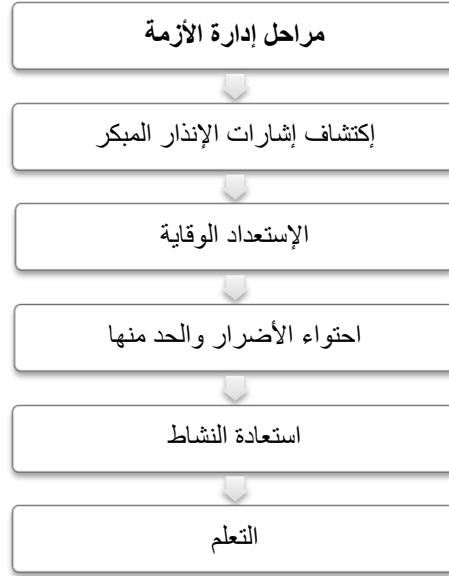 مراحل إدارة الأزمة
إكتشاف إشارات الإنذار المبكر
الإستعداد الوقاية
احتواء الأضرار والحد منها
استعادة النشاط
التعلم